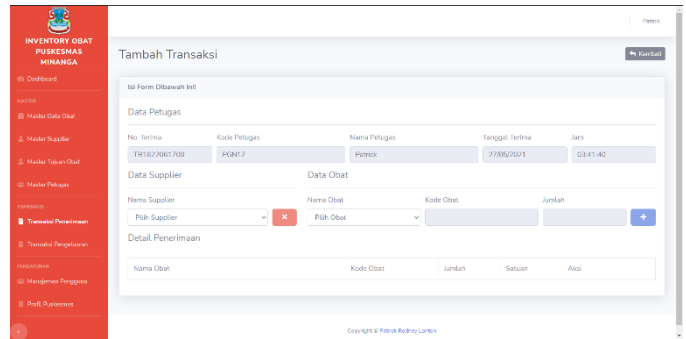 INVENTORY OBAT
PUSKESMAS
MINANGA
Dashboard
MASTER
Master Data Obat
Master Supplier
Master Tujuan Obat
Master Petugas
TRANSAKSI
Transaksi Penerimaan
Transaksi Pengeluaran
PENGATURAN
Manajemen Pengguna
Profil Puskesmas
Patrick
Tambah Transaksi
Kembali
Isi Form Dibawah Ini!
Data Petugas
No. Terima Kode Petugas Nama Petugas Tanggal Terima Jam
TR1622061700 PGN17 Patrick 27/05/2021 03:41:40
Data Supplier Data Obat
Nama Supplier Nama Obat Kode Obat Jumlah
Pilih Supplier × Pilih Obat +
Detail Penerimaan
Nama Obat Kode Obat Jumlah Satuan Aksi
Copyright © Patrick Rodney Lontoh